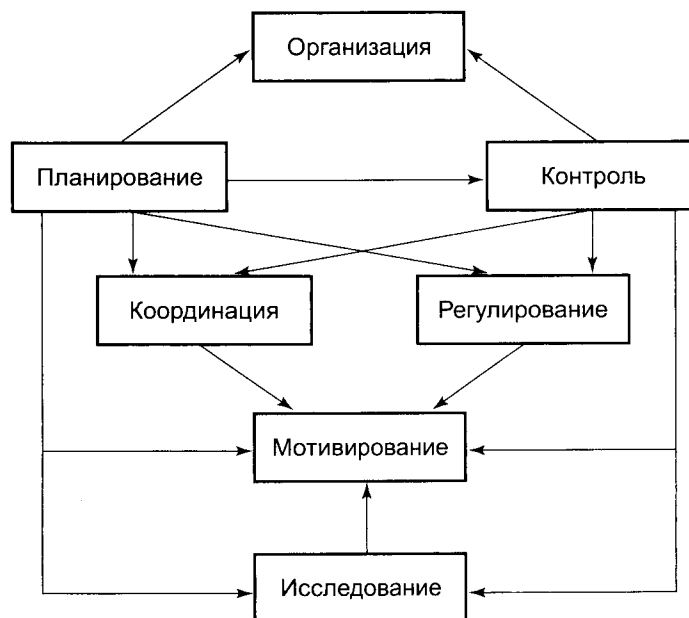 Организация
Планирование
Контроль
Координация
Регулирование
Мотивирование
Исследование